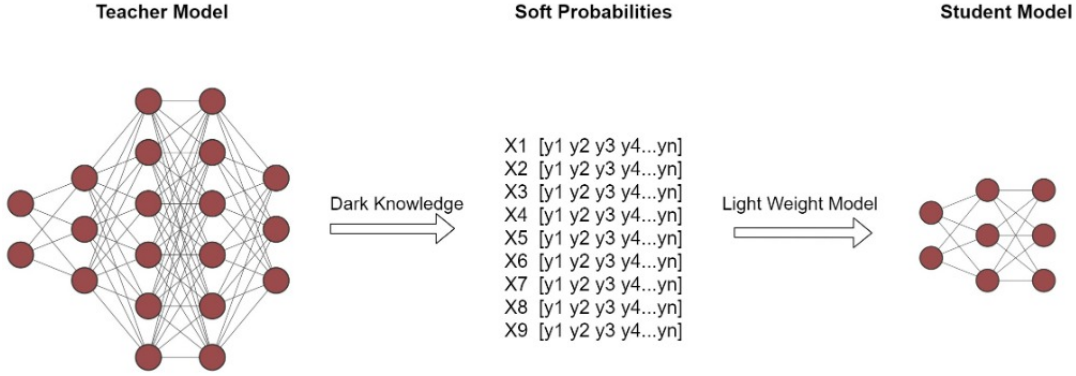 Teacher Model
Soft Probabilities
Student Model
Dark Knowledge
X1 [y1 y2 y3 y4...yn]
X2 [y1 y2 y3 y4...yn]
X3 [y1 y2 y3 y4...yn]
X4 [y1 y2 y3 y4...yn]
X5 [y1 y2 y3 y4...yn]
X6 [y1 y2 y3 y4...yn]
X7 [y1 y2 y3 y4...yn]
X8 [y1 y2 y3 y4...yn]
X9 [y1 y2 y3 y4...yn]
Light Weight Model